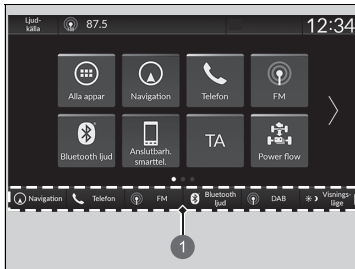 Ljud-
källa
87.5
12:34
Alla appar
Navigation
Telefon
FM
Bluetooth ljud
Anslutbarh.
smarttel.
TA
Power flow
Navigation
Telefon
FM
Bluetooth
ljud
DAB
Visnings-
läge
1